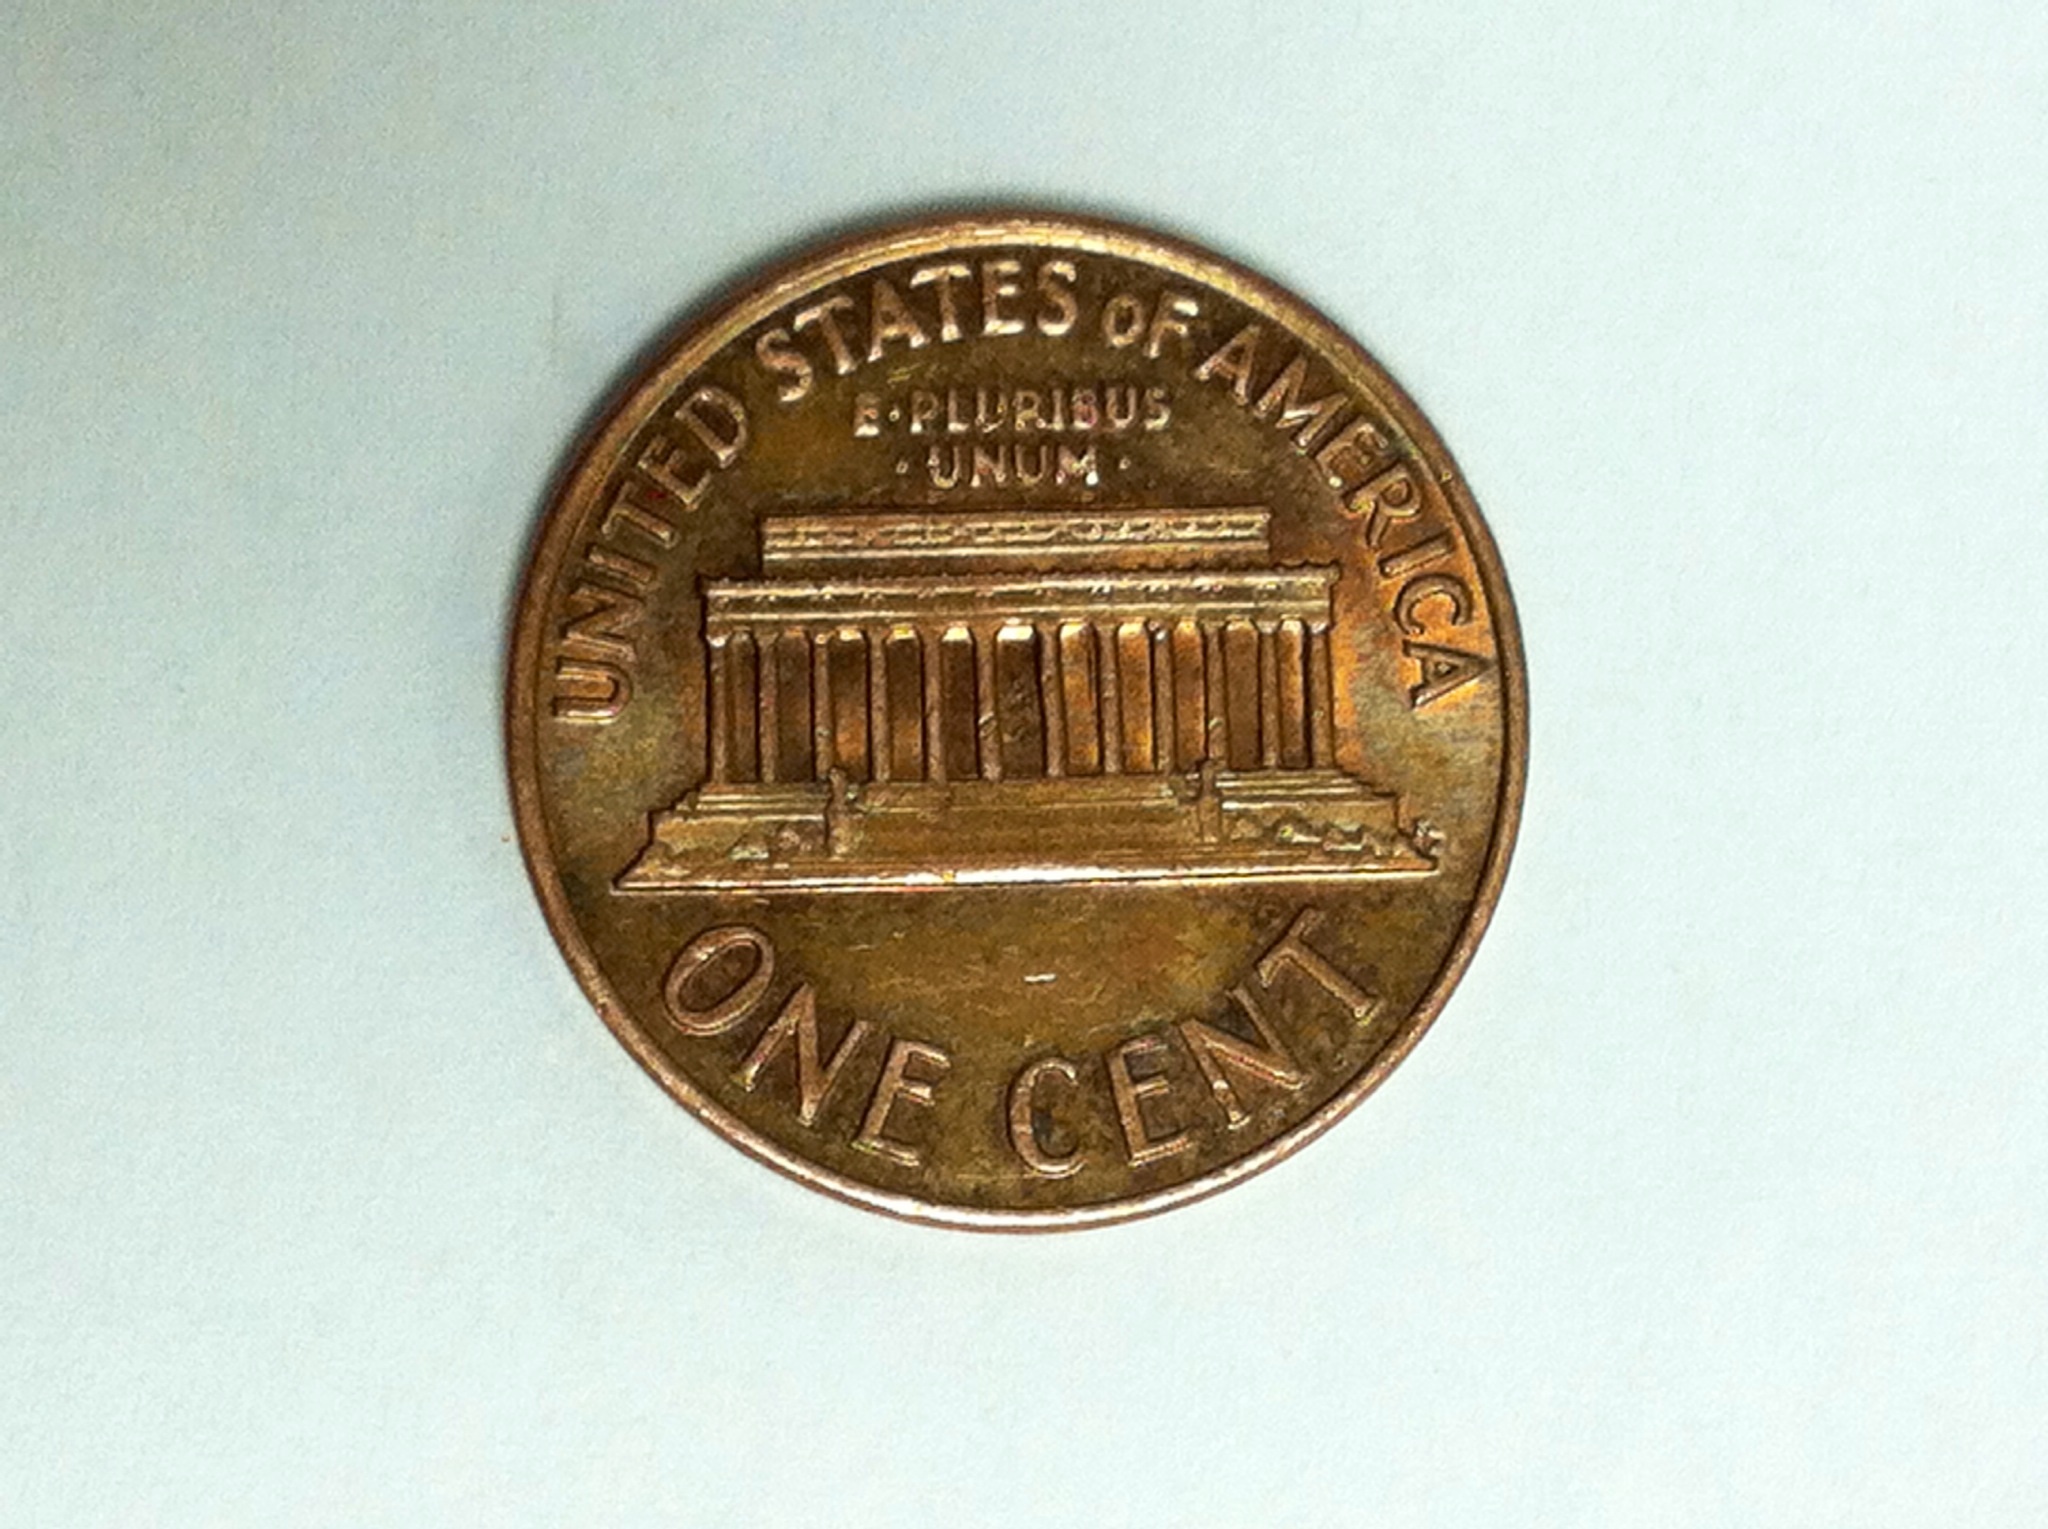 UNITED STATES OF AMERICA
E·PLURIBUS
·UNUM·
ONE CENT